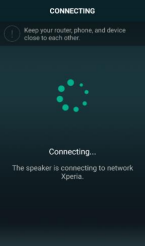 CONNECTING
Keep your router, phone, and device
close to each other.
Connecting...
The speaker is connecting to network
Xperia.